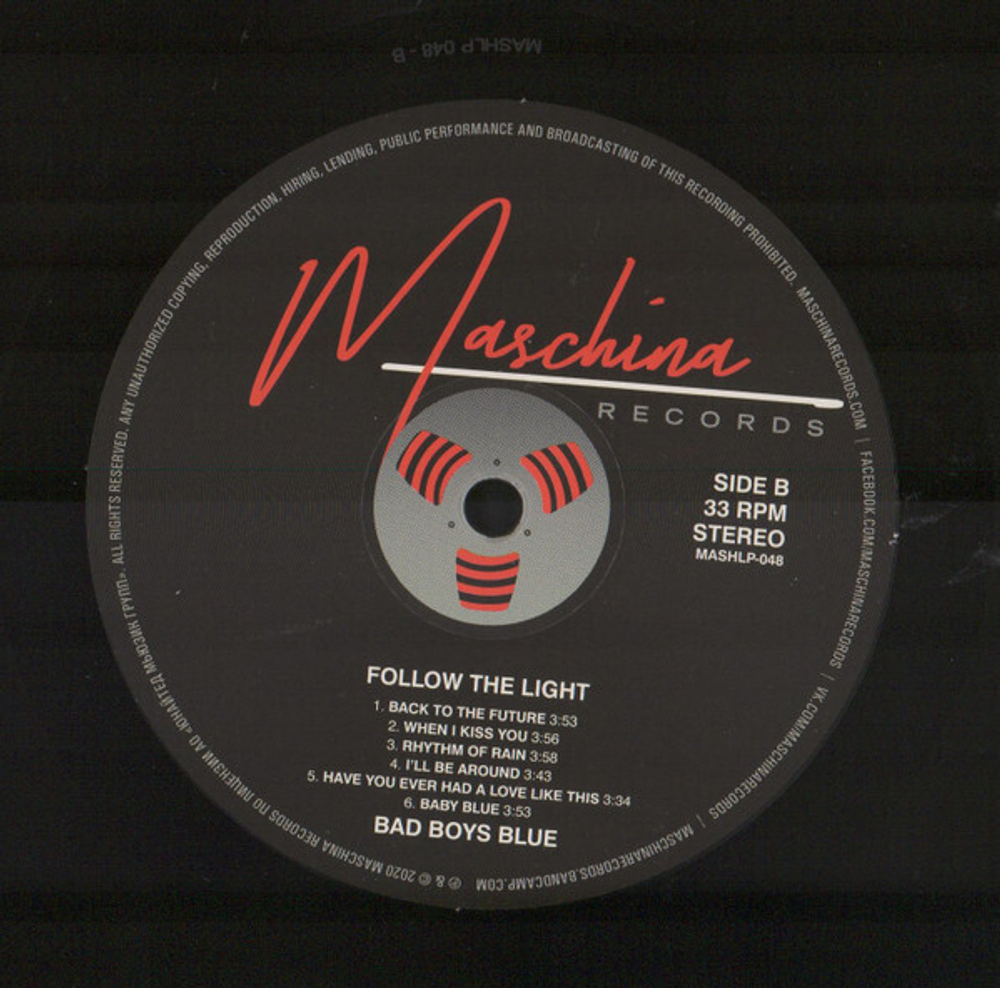 MASHLP 048 - B
ALL RIGHTS RESERVED. ANY UNAUTHORIZED COPYING, REPRODUCTION, HIRING, LENDING, PUBLIC PERFORMANCE AND BROADCASTING OF THIS RECORDING PROHIBITED. MASCHINARECORDS.COM | FACEBOOK.COM/MASCHINARECORDS | VK.COM/MASCHINARECORDS | MASCHINARECORDS.BANDCAMP.COM
Maschina
RECORDS
SIDE B
33 RPM
STEREO
MASHLP-048
FOLLOW THE LIGHT
1. BACK TO THE FUTURE 3:53
2. WHEN I KISS YOU 3:56
3. RHYTHM OF RAIN 3:58
4. I'LL BE AROUND 3:43
5. HAVE YOU EVER HAD A LOVE LIKE THIS 3:34
6. BABY BLUE 3:53
BAD BOYS BLUE
℗ & © 2020 MASCHINA RECORDS ПО ЛИЦЕНЗИИ АО «ЮНАЙТЕД МЬЮЗИК ГРУПП».